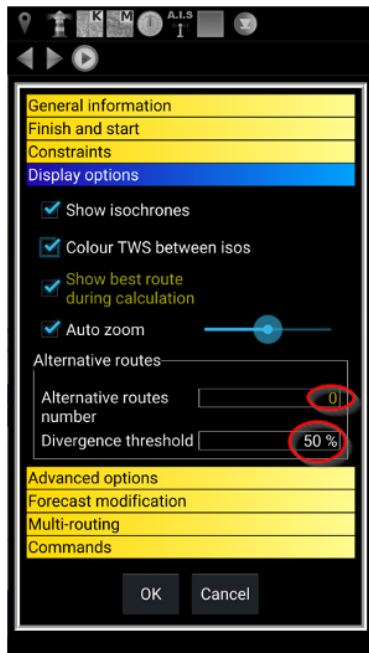 K M A.I.S
General information
Finish and start
Constraints
Display options
Show isochrones
Colour TWS between isos
Show best route
during calculation
Auto zoom
Alternative routes
Alternative routes 0
number
Divergence threshold 50 %
Advanced options
Forecast modification
Multi-routing
Commands
OK Cancel